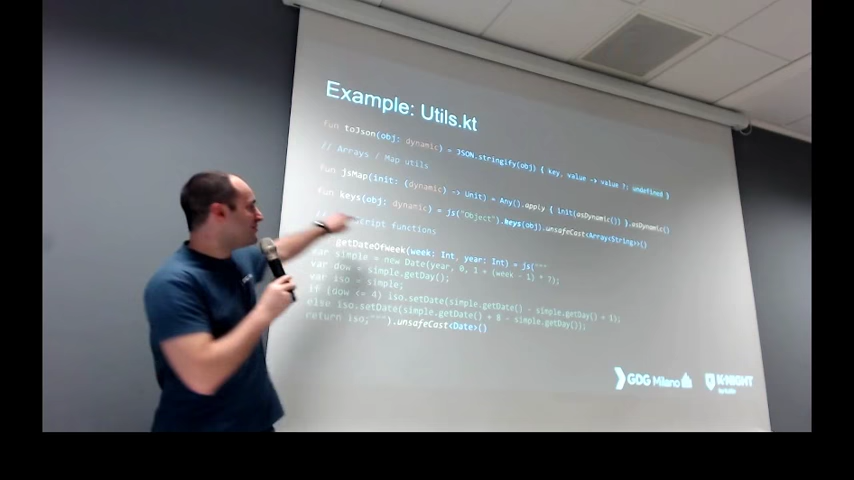 Example: Utils.kt
fun toJson(obj: dynamic) = JSON.stringify(obj) { key, value -> value ?: undefined }
// Arrays / Map utils
fun jsMap(init: (dynamic) -> Unit) = Any().apply { init(asDynamic()) }.asDynamic()
fun keys(obj: dynamic) = js("Object").keys(obj).unsafeCast<Array<String>>()
// functions
getDateOfWeek(week: Int, year: Int) = js("""
var simple = new Date(year, 0, 1 + (week - 1) * 7);
var dow = simple.getDay();
var iso = simple;
if (dow <= 4) iso.setDate(simple.getDate() - simple.getDay() + 1);
else iso.setDate(simple.getDate() + 8 - simple.getDay());
return iso;""").unsafeCast<Date>()
GDG Milano
KNIGHT